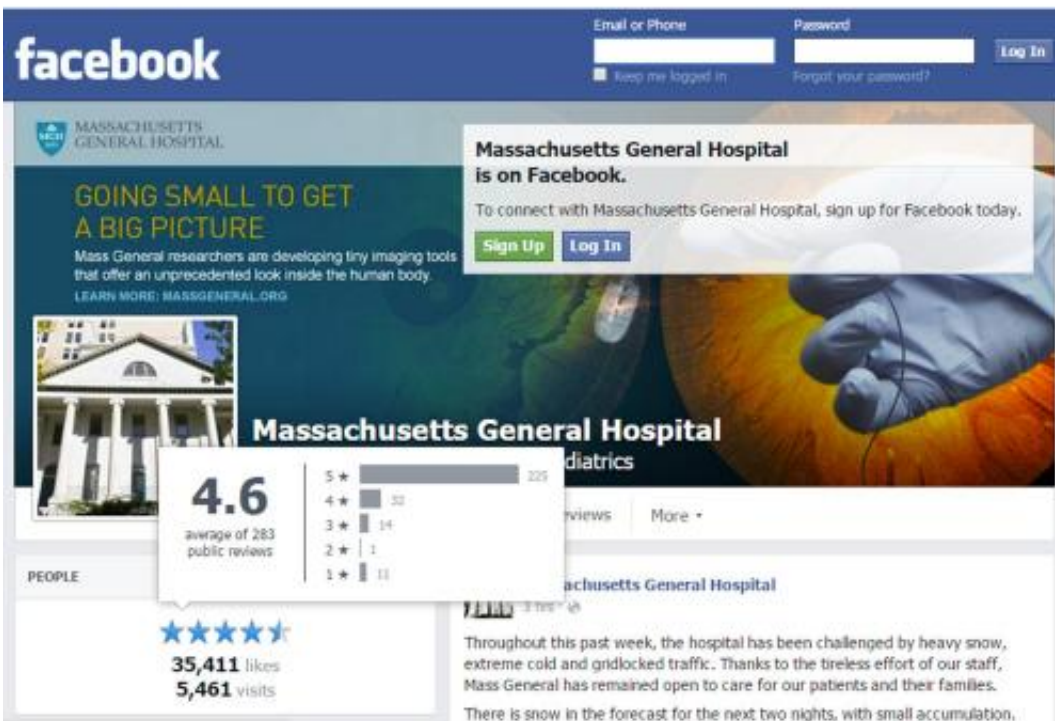 Email or Phone
Password
facebook
Log In
Keep me logged in
Forgot your password?
MGH
MASSACHUSETTS
GENERAL HOSPITAL
Massachusetts General Hospital
is on Facebook.
To connect with Massachusetts General Hospital, sign up for Facebook today.
Sign Up Log In
GOING SMALL TO GET
A BIG PICTURE
Mass General researchers are developing tiny imaging tools
that offer an unprecedented look inside the human body.
LEARN MORE: MASSGENERAL.ORG
Massachusetts General Hospital
diatrics
4.6
average of 283
public reviews
5 ★ 225
4 ★ 32
3 ★ 14
2 ★ 1
1 ★ 11
views
More
PEOPLE
35,411 likes
5,461 visits
achusetts General Hospital
3 hrs
Throughout this past week, the hospital has been challenged by heavy snow,
extreme cold and gridlocked traffic. Thanks to the tireless effort of our staff,
Mass General has remained open to care for our patients and their families.
There is snow in the forecast for the next two nights, with small accumulation,